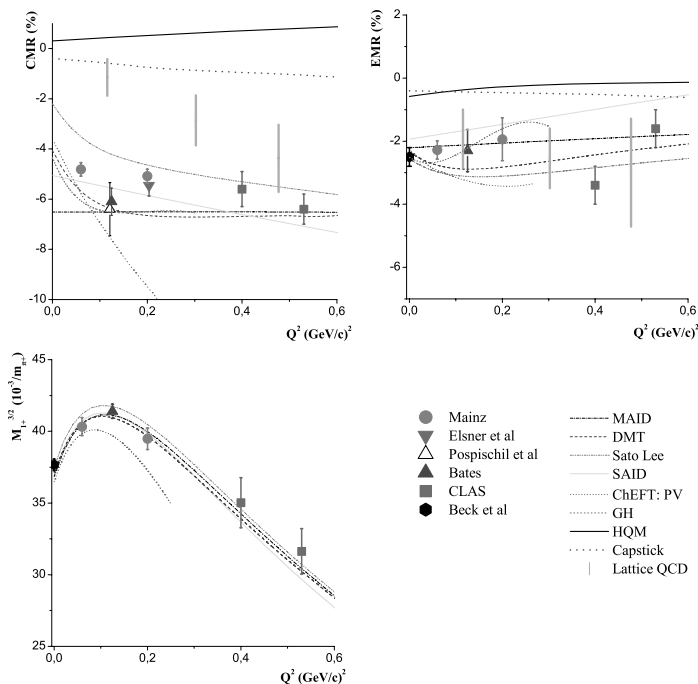 CMR (%)
0
-2
-4
-6
-8
-10
0,0 0,2 0,4 0,6
Q² (GeV/c)²
EMR (%)
2
0
-2
-4
-6
0,0 0,2 0,4 0,6
Q² (GeV/c)²
M₁₊³ᐟ² (10⁻³/mπ+)
45
40
35
30
25
0,0 0,2 0,4 0,6
Q² (GeV/c)²
Mainz
Elsner et al
Pospischil et al
Bates
CLAS
Beck et al
MAID
DMT
Sato Lee
SAID
ChEFT: PV
GH
HQM
Capstick
Lattice QCD